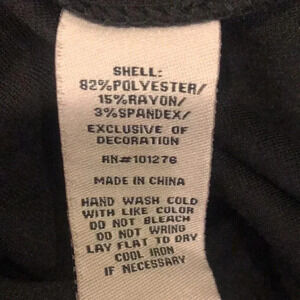 SHELL:
82%POLYESTER/
15%RAYON/
3%SPANDEX/
EXCLUSIVE OF
DECORATION
RN#101276
MADE IN CHINA
HAND WASH COLD
WITH LIKE COLOR
DO NOT BLEACH
DO NOT WRING
LAY FLAT TO DRY
COOL IRON
IF NECESSARY